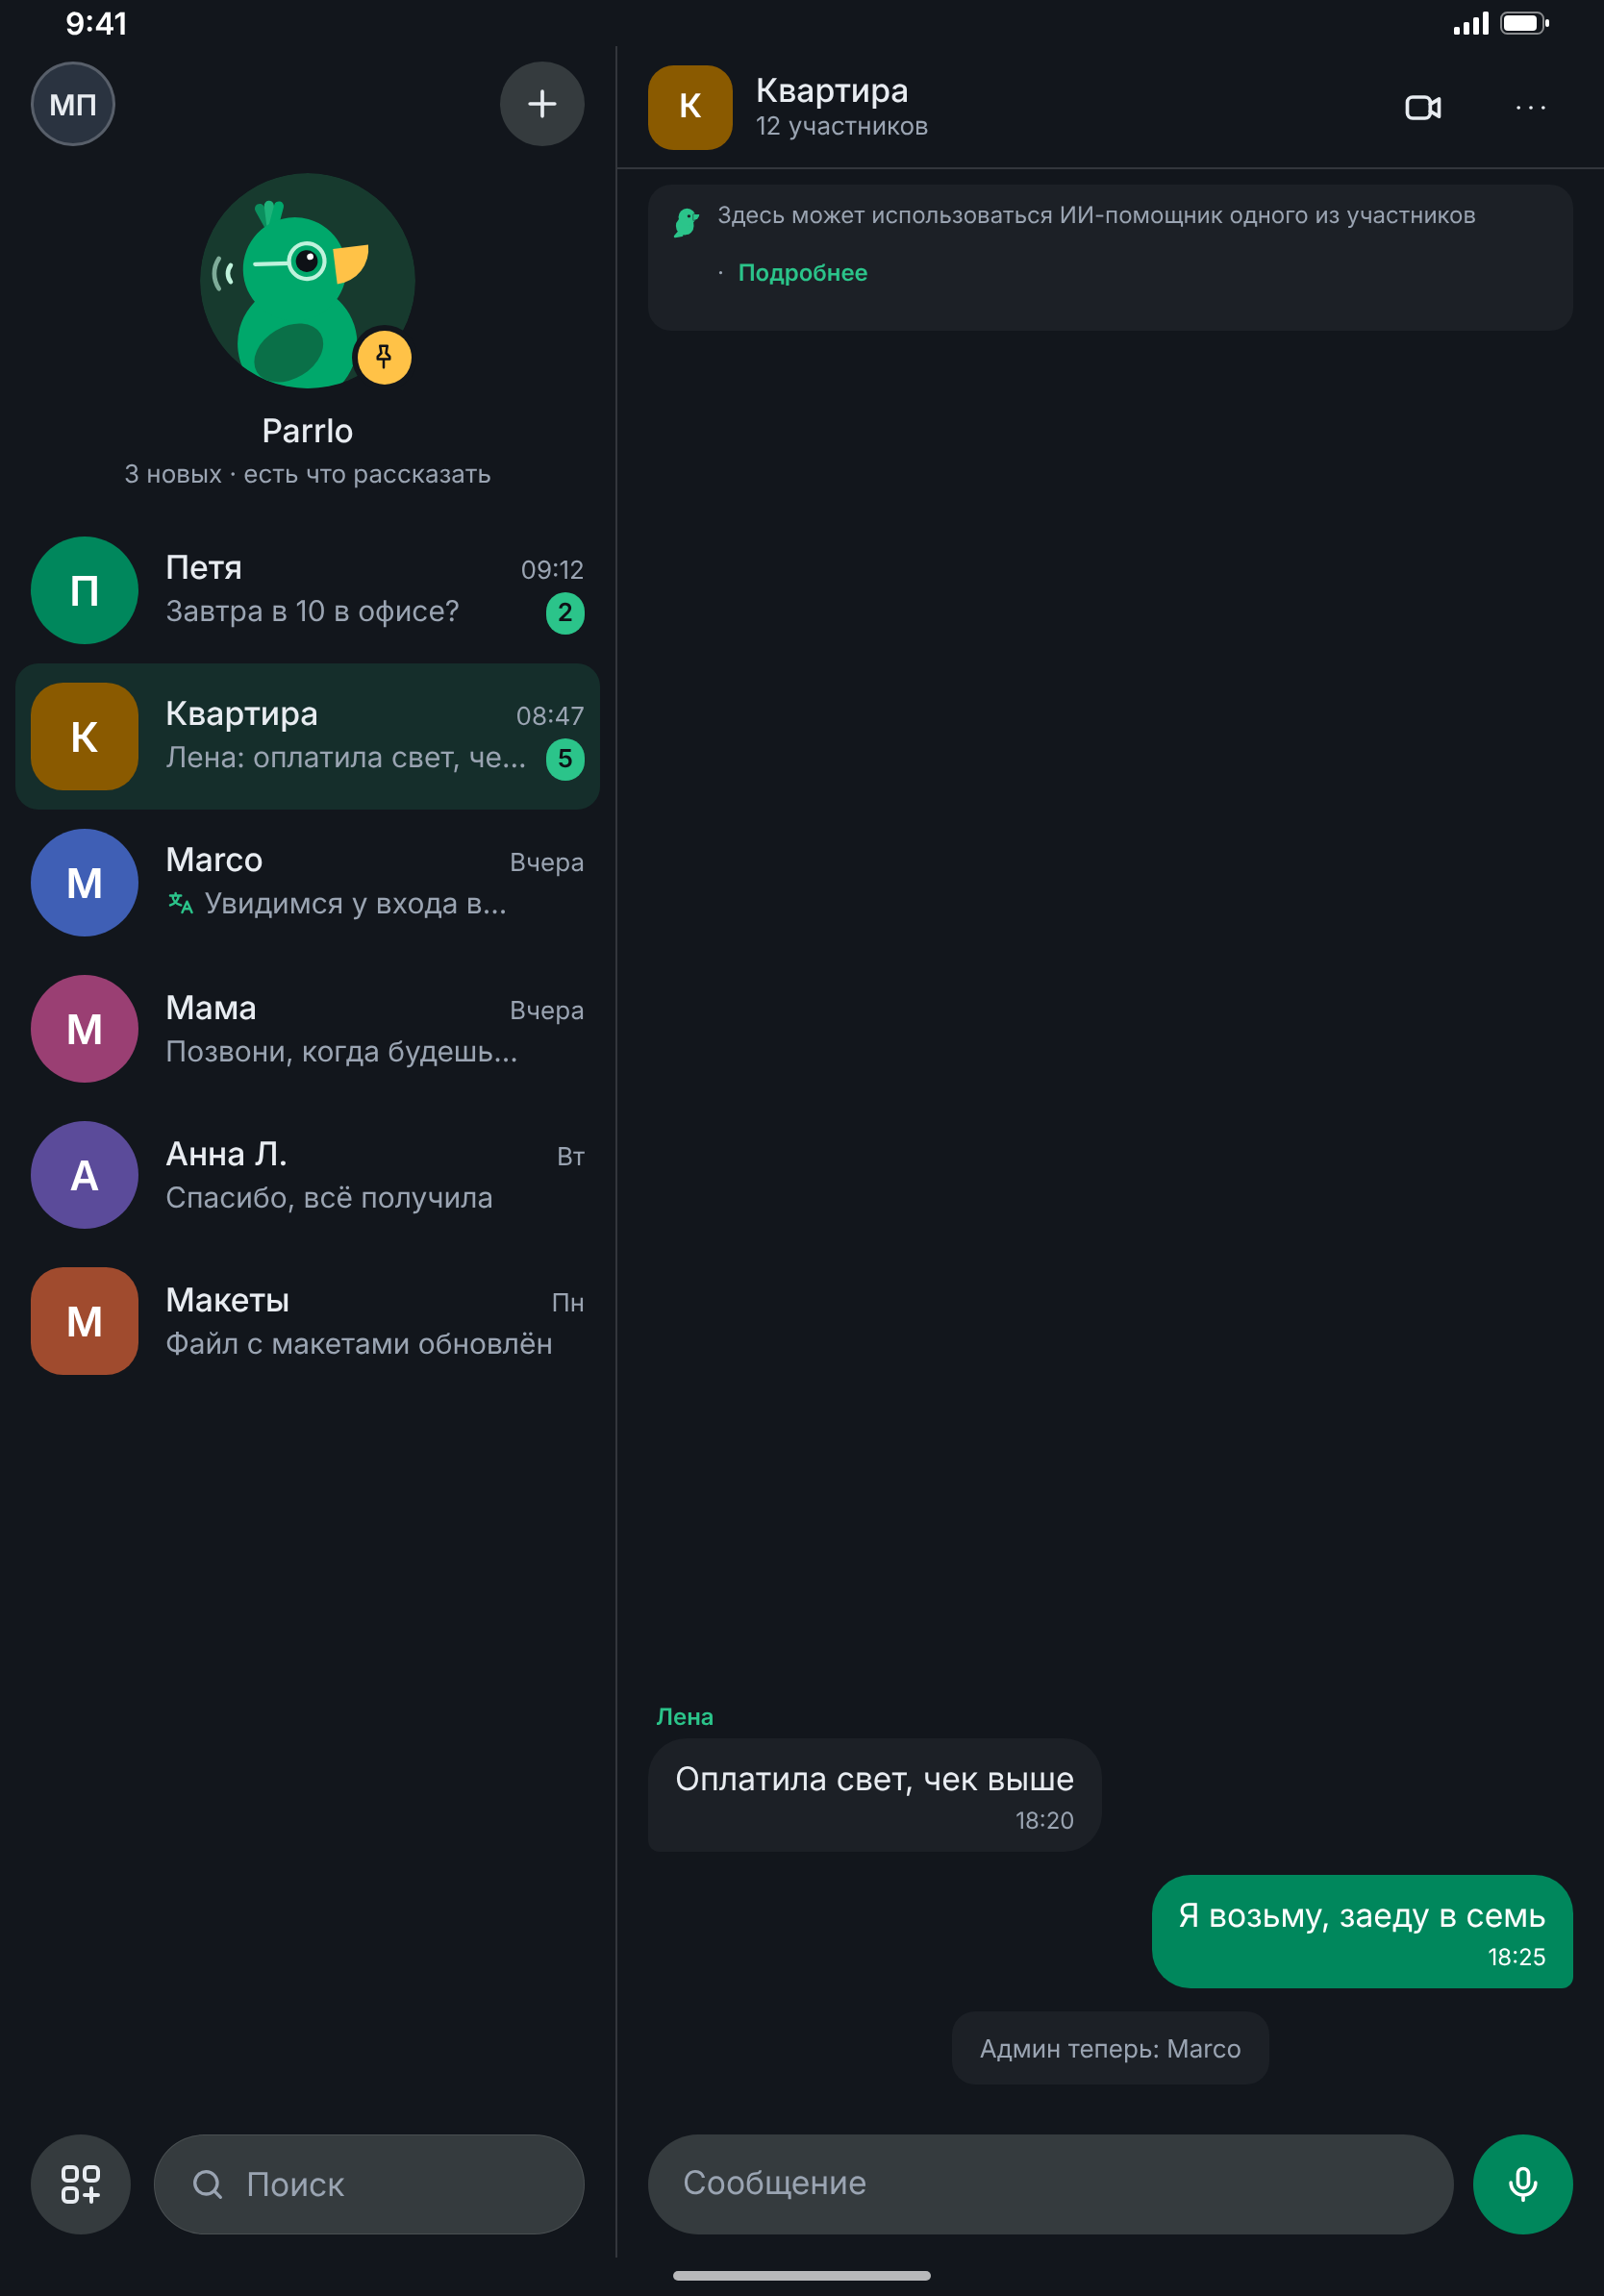 9:41
МП
Parrlo
3 новых · есть что рассказать
П
Петя
09:12
Завтра в 10 в офисе?
2
К
Квартира
08:47
Лена: оплатила свет, че...
5
M
Marco
Вчера
Увидимся у входа в...
М
Мама
Вчера
Позвони, когда будешь...
А
Анна Л.
Вт
Спасибо, всё получила
М
Макеты
Пн
Файл с макетами обновлён
Поиск
К
Квартира
12 участников
Здесь может использоваться ИИ-помощник одного из участников
· Подробнее
Лена
Оплатила свет, чек выше
18:20
Я возьму, заеду в семь
18:25
Админ теперь: Marco
Сообщение